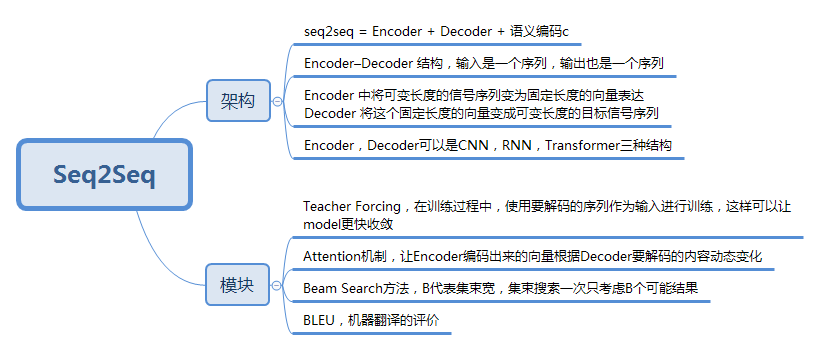 Seq2Seq
架构
seq2seq = Encoder + Decoder + 语义编码c
Encoder–Decoder 结构，输入是一个序列，输出也是一个序列
Encoder 中将可变长度的信号序列变为固定长度的向量表达
Decoder 将这个固定长度的向量变成可变长度的目标信号序列
Encoder，Decoder可以是CNN，RNN，Transformer三种结构
模块
Teacher Forcing，在训练过程中，使用要解码的序列作为输入进行训练，这样可以让
model更快收敛
Attention机制，让Encoder编码出来的向量根据Decoder要解码的内容动态变化
Beam Search方法，B代表集束宽，集束搜索一次只考虑B个可能结果
BLEU，机器翻译的评价